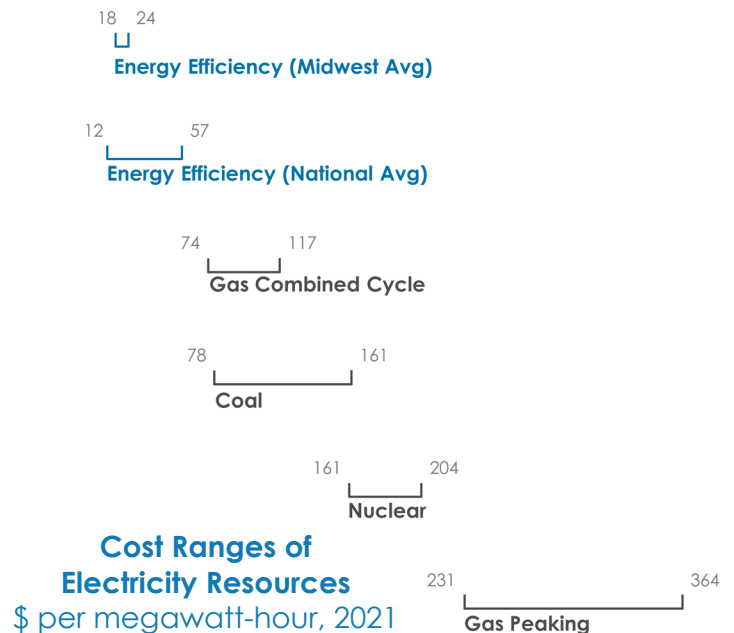 18 24
Energy Efficiency (Midwest Avg)
12 57
Energy Efficiency (National Avg)
74 117
Gas Combined Cycle
78 161
Coal
161 204
Nuclear
Cost Ranges of
Electricity Resources
$ per megawatt-hour, 2021
231 364
Gas Peaking